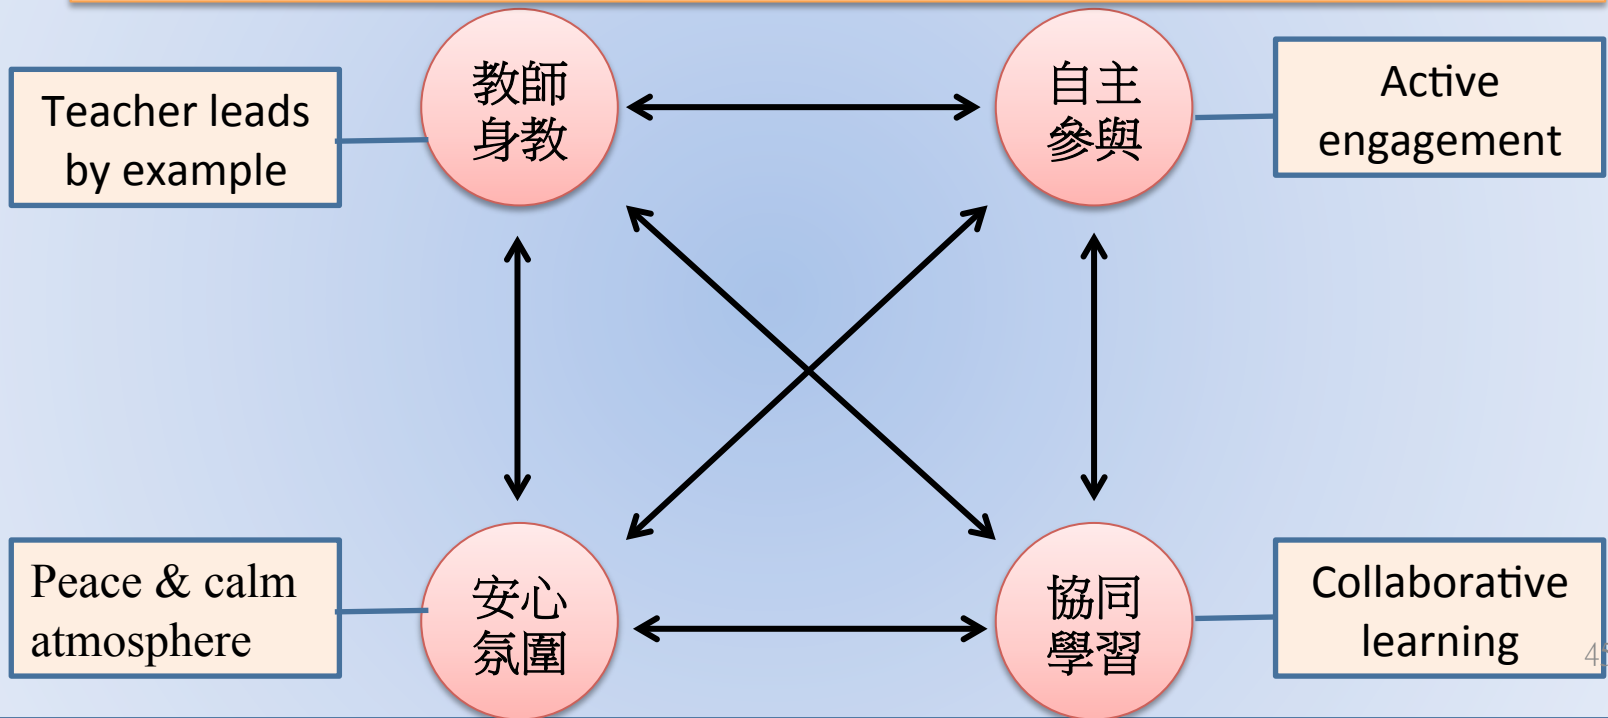 Teacher leads
by example
教師
身教
自主
參與
Active
engagement
Peace & calm
atmosphere
安心
氛圍
協同
學習
Collaborative
learning